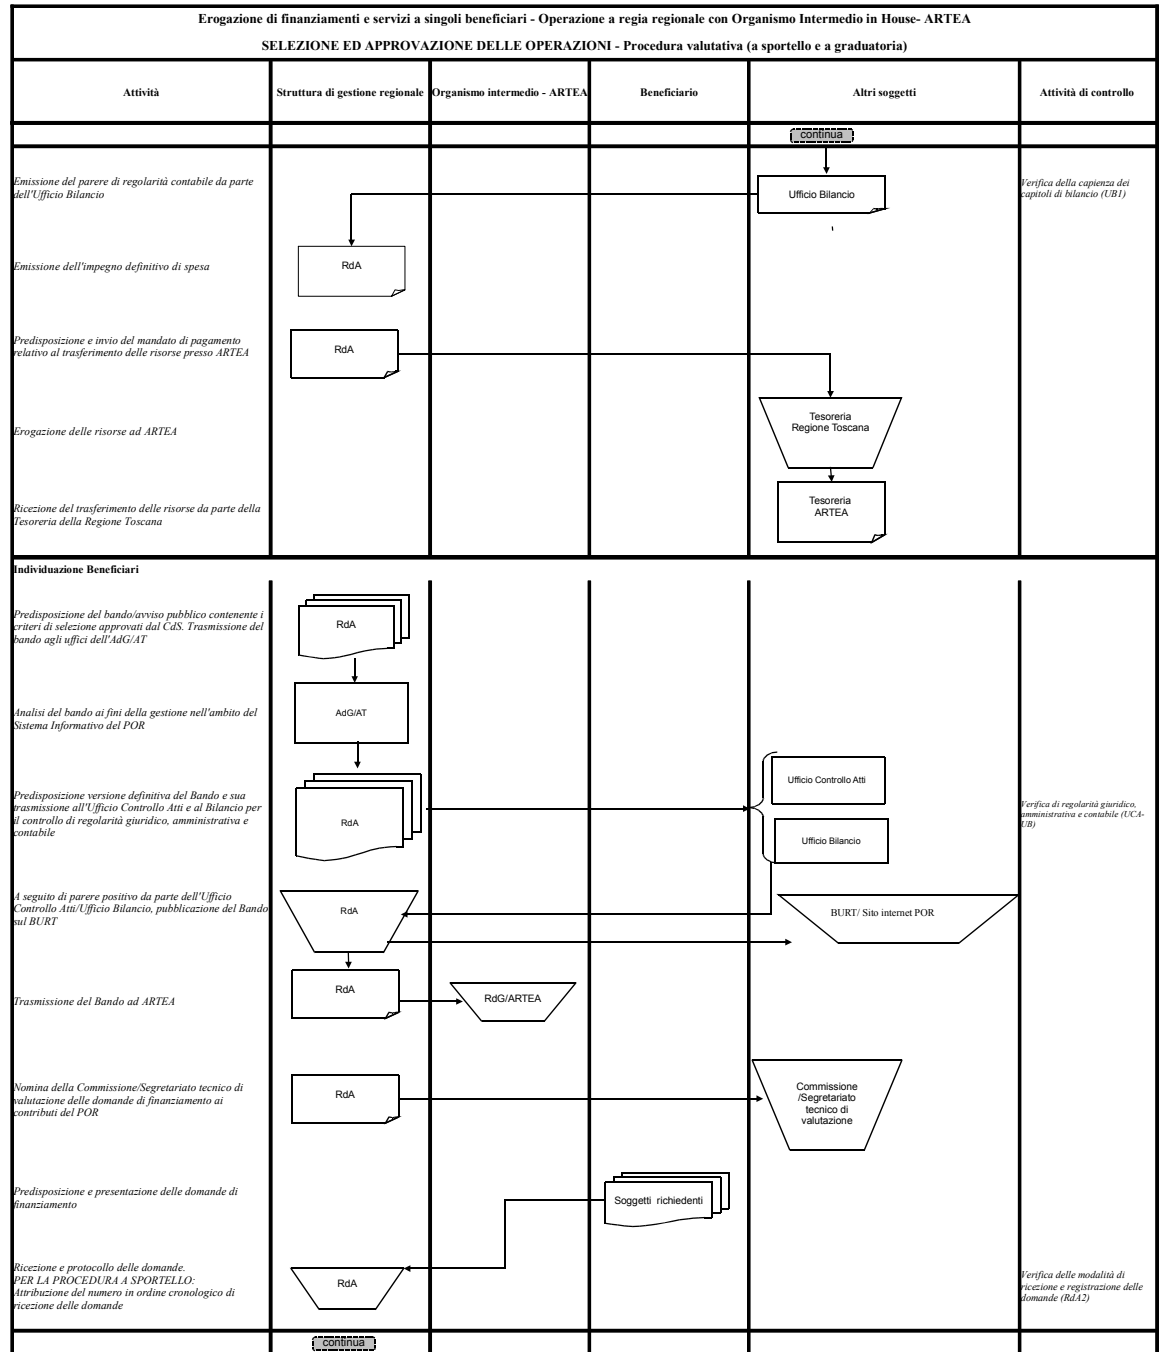 Erogazione di finanziamenti e servizi a singoli beneficiari - Operazione a regia regionale con Organismo Intermedio in House- ARTEA
SELEZIONE ED APPROVAZIONE DELLE OPERAZIONI - Procedura valutativa (a sportello e a graduatoria)
Attività
Struttura di gestione regionale
Organismo intermedio - ARTEA
Beneficiario
Altri soggetti
Attività di controllo
continua
Emissione del parere di regolarità contabile da parte
dell'Ufficio Bilancio
Ufficio Bilancio
Verifica della capienza dei
capitoli di bilancio (UB1)
Emissione dell'impegno definitivo di spesa
RdA
Predisposizione e invio del mandato di pagamento
relativo al trasferimento delle risorse presso ARTEA
RdA
Erogazione delle risorse ad ARTEA
Tesoreria
Regione Toscana
Ricezione del trasferimento delle risorse da parte della
Tesoreria della Regione Toscana
Tesoreria
ARTEA
Individuazione Beneficiari
Predisposizione del bando/avviso pubblico contenente i
criteri di selezione approvati dal CdS. Trasmissione del
bando agli uffici dell'AdG/AT
RdA
Analisi del bando ai fini della gestione nell'ambito del
Sistema Informativo del POR
AdG/AT
Predisposizione versione definitiva del Bando e sua
trasmissione all'Ufficio Controllo Atti e al Bilancio per
il controllo di regolarità giuridico, amministrativa e
contabile
RdA
Ufficio Controllo Atti
Ufficio Bilancio
Verifica di regolarità giuridico,
amministrativa e contabile (UCA-
UB)
A seguito di parere positivo da parte dell'Ufficio
Controllo Atti/Ufficio Bilancio, pubblicazione del Bando
sul BURT
RdA
BURT/ Sito internet POR
Trasmissione del Bando ad ARTEA
RdA
RdG/ARTEA
Nomina della Commissione/Segretariato tecnico di
valutazione delle domande di finanziamento ai
contributi del POR
RdA
Commissione
/Segretariato
tecnico di
valutazione
Predisposizione e presentazione delle domande di
finanziamento
Soggetti richiedenti
Ricezione e protocollo delle domande.
PER LA PROCEDURA A SPORTELLO:
Attribuzione del numero in ordine cronologico di
ricezione delle domande
RdA
Verifica delle modalità di
ricezione e registrazione delle
domande (RdA2)
continua